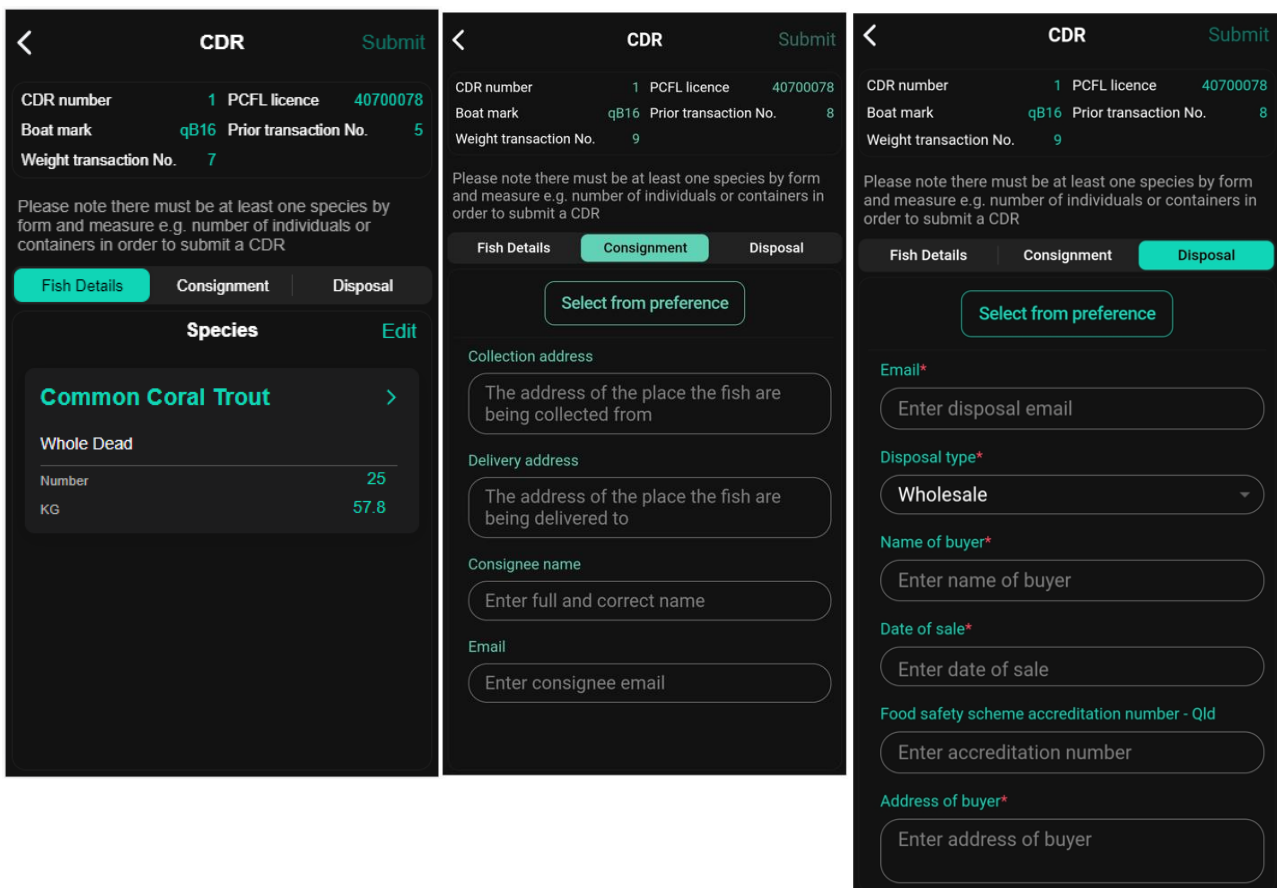 CDR
Submit
CDR number 1 PCFL licence 40700078
Boat mark qB16 Prior transaction No. 5
Weight transaction No. 7
Please note there must be at least one species by
form and measure e.g. number of individuals or
containers in order to submit a CDR
Fish Details Consignment Disposal
Species Edit
Common Coral Trout
Whole Dead
Number 25
KG 57.8
CDR
Submit
CDR number 1 PCFL licence 40700078
Boat mark qB16 Prior transaction No. 8
Weight transaction No. 9
Please note there must be at least one species by form
and measure e.g. number of individuals or containers in
order to submit a CDR
Fish Details Consignment Disposal
Select from preference
Collection address
The address of the place the fish are
being collected from
Delivery address
The address of the place the fish are
being delivered to
Consignee name
Enter full and correct name
Email
Enter consignee email
CDR
Submit
CDR number 1 PCFL licence 40700078
Boat mark qB16 Prior transaction No. 8
Weight transaction No. 9
Please note there must be at least one species by form
and measure e.g. number of individuals or containers in
order to submit a CDR
Fish Details Consignment Disposal
Select from preference
Email*
Enter disposal email
Disposal type*
Wholesale
Name of buyer*
Enter name of buyer
Date of sale*
Enter date of sale
Food safety scheme accreditation number - Qld
Enter accreditation number
Address of buyer*
Enter address of buyer